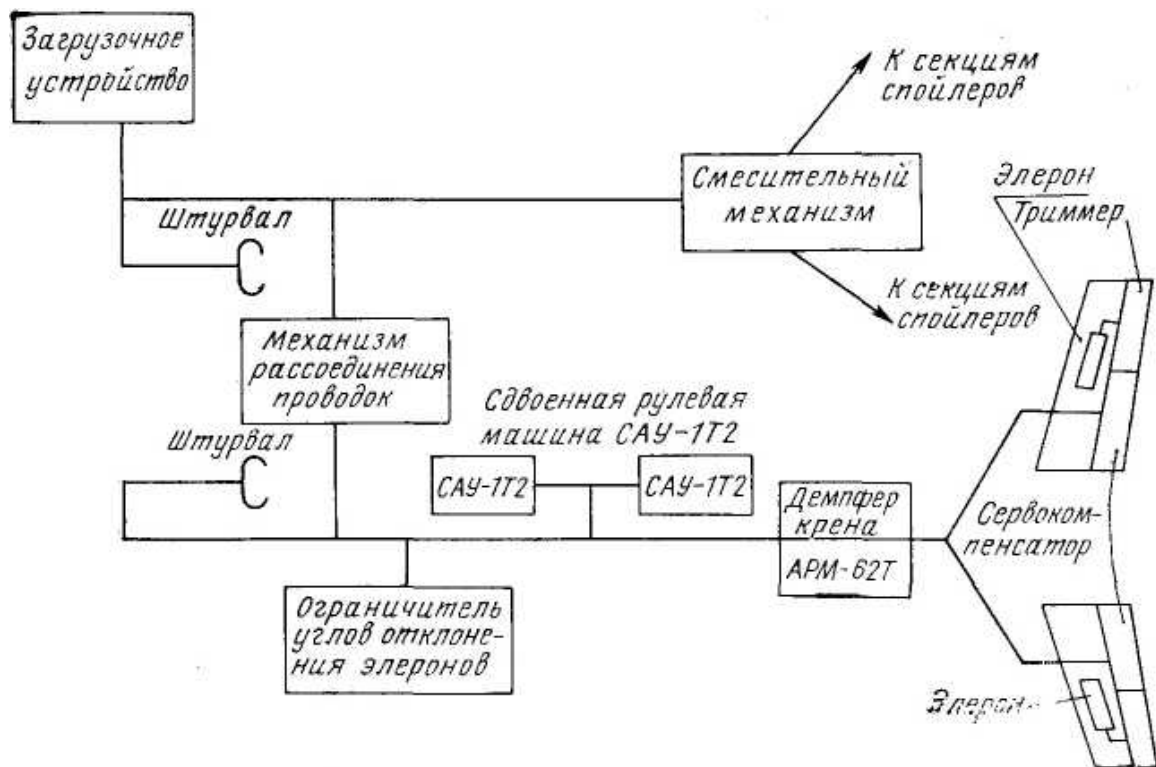 Загрузочное
устройство
К секциям
спойлеров
Смесительный
механизм
Элерон
Триммер
Штурвал
К секциям
спойлеров
Механизм
рассоединения
проводок
Сдвоенная рулевая
машина САУ-1Т2
Штурвал
САУ-1Т2
САУ-1Т2
Демпфер
крена
АРМ-62Т
Сервоком-
пенсатор
Ограничитель
углов отклоне-
ния элеронов
Элерон